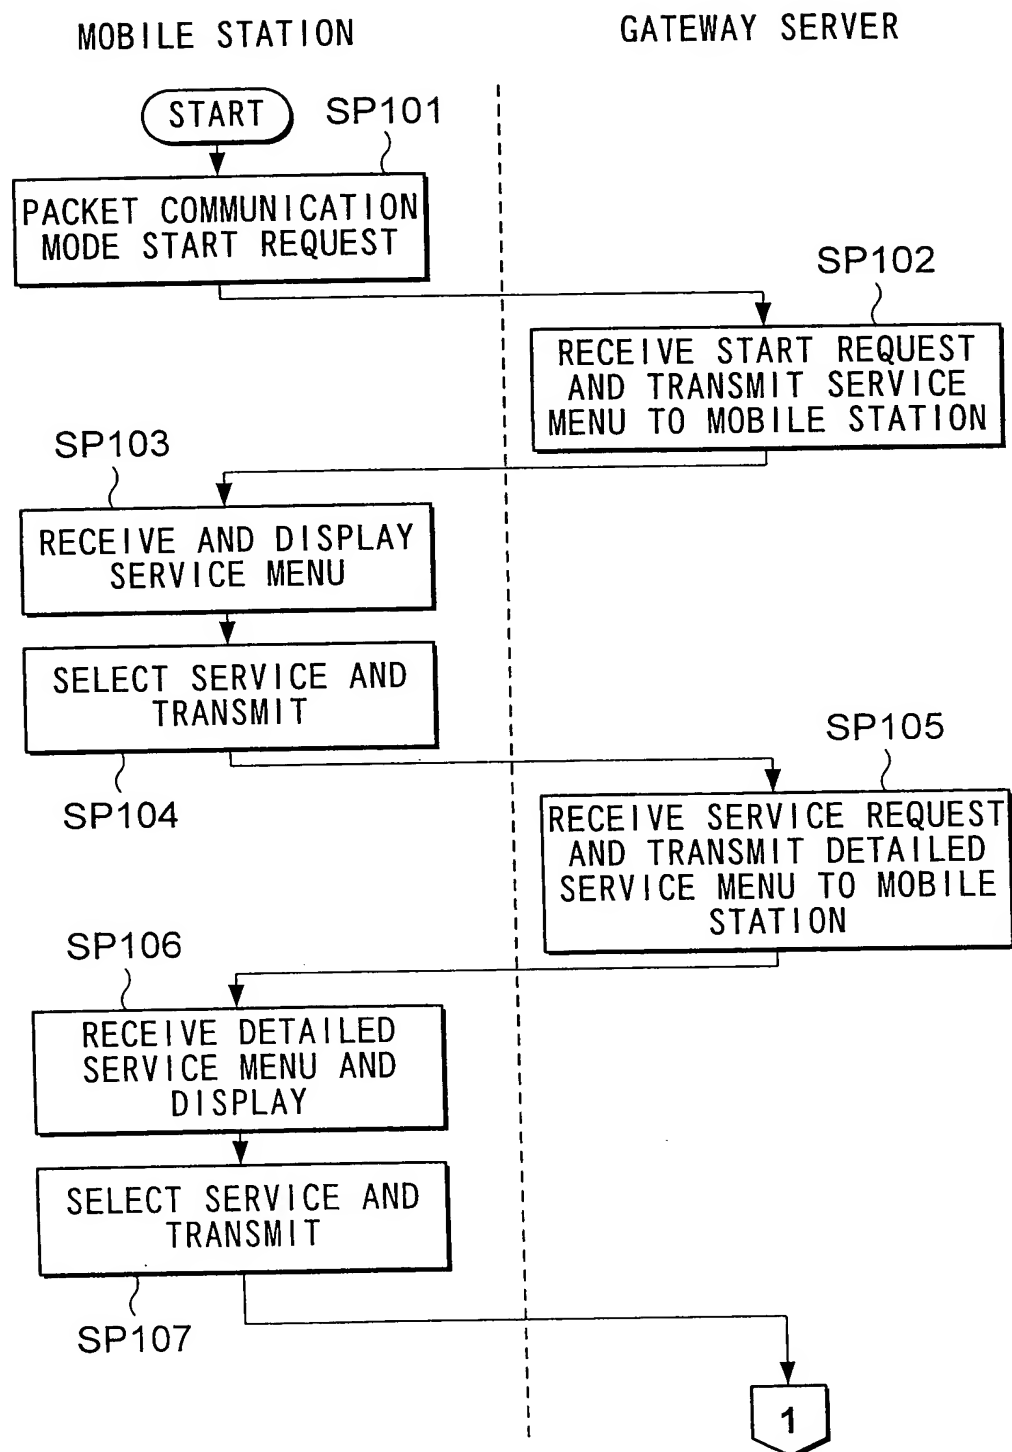 MOBILE STATION
GATEWAY SERVER
START
SP101
PACKET COMMUNICATION
MODE START REQUEST
SP102
RECEIVE START REQUEST
AND TRANSMIT SERVICE
MENU TO MOBILE STATION
SP103
RECEIVE AND DISPLAY
SERVICE MENU
SELECT SERVICE AND
TRANSMIT
SP104
SP105
RECEIVE SERVICE REQUEST
AND TRANSMIT DETAILED
SERVICE MENU TO MOBILE
STATION
SP106
RECEIVE DETAILED
SERVICE MENU AND
DISPLAY
SELECT SERVICE AND
TRANSMIT
SP107
1